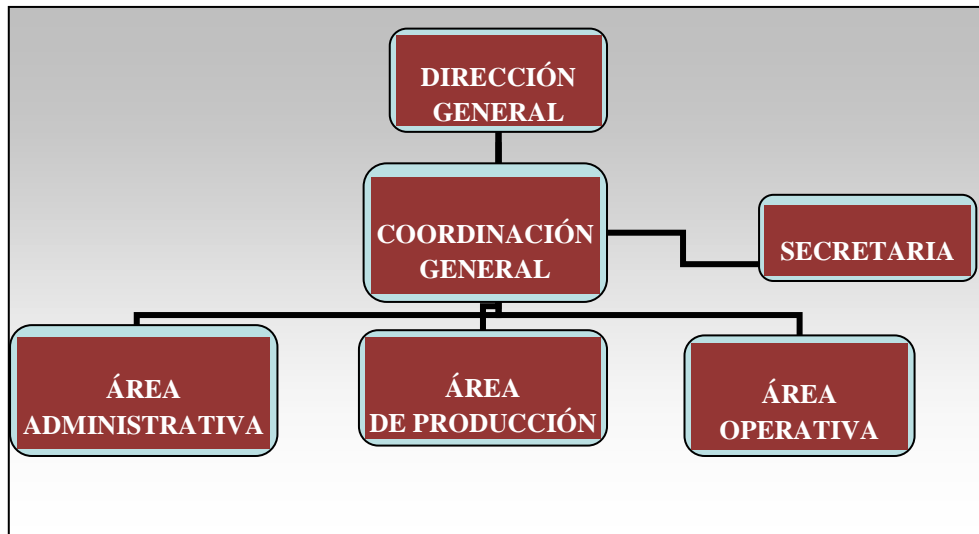 DIRECCIÓN
GENERAL
COORDINACIÓN
GENERAL
SECRETARIA
ÁREA
ADMINISTRATIVA
ÁREA
DE PRODUCCIÓN
ÁREA
OPERATIVA